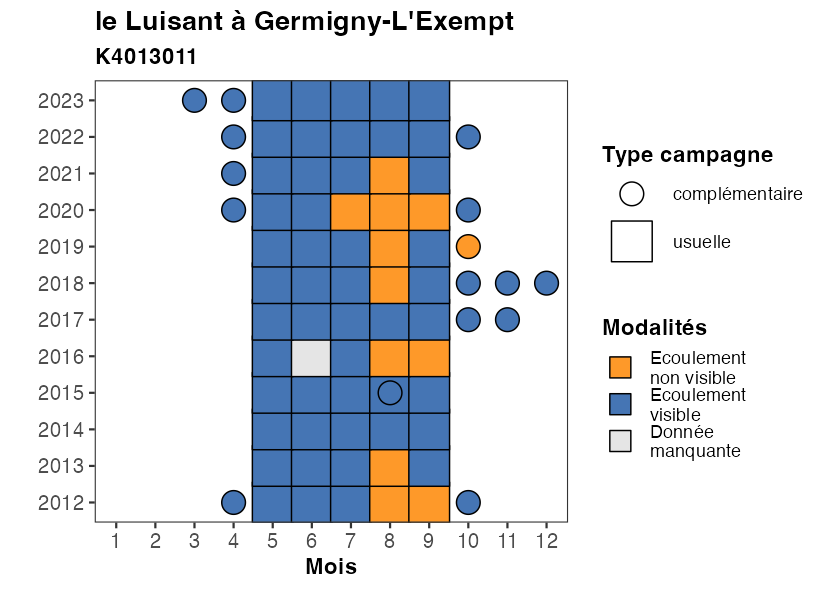 le Luisant à Germigny-L'Exempt
K4013011
2023
2022
2021
2020
2019
2018
2017
2016
2015
2014
2013
2012
1 2 3 4 5 6 7 8 9 10 11 12
Mois
Type campagne
complémentaire
usuelle
Modalités
Ecoulement
non visible
Ecoulement
visible
Donnée
manquante